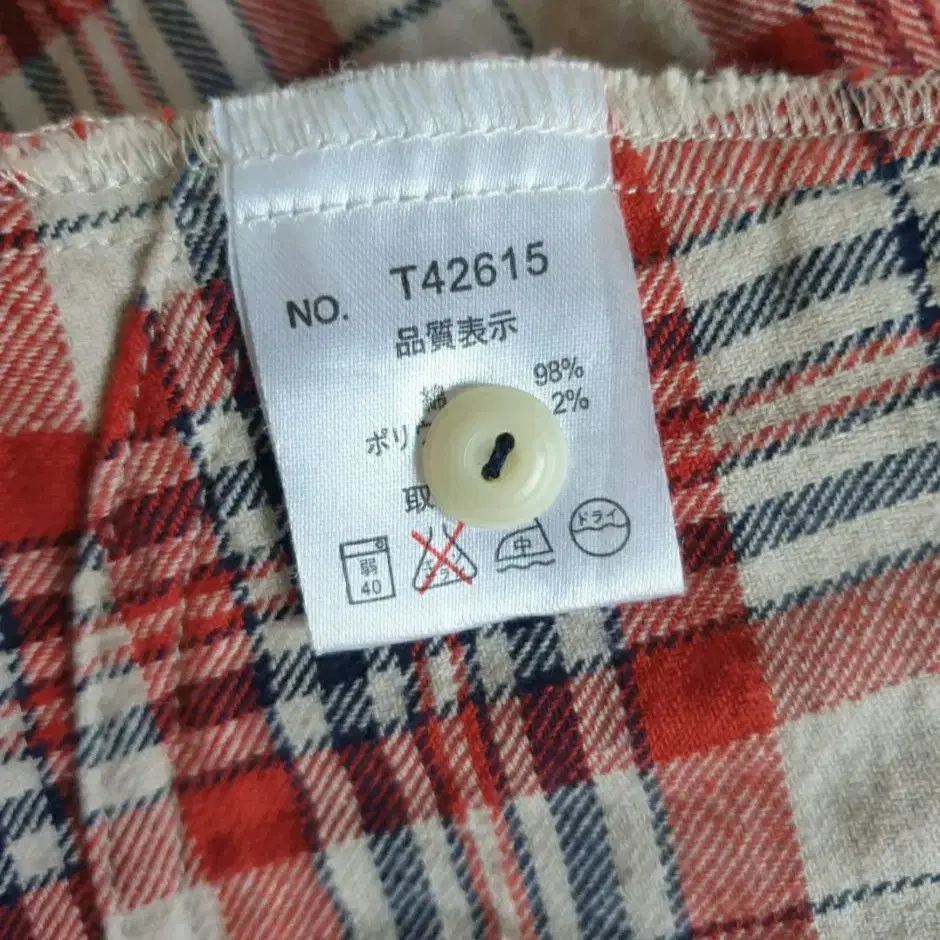 NO. T42615
品質表示
綿 98%
ポリ 2%
取
弱 40
中
ドライ